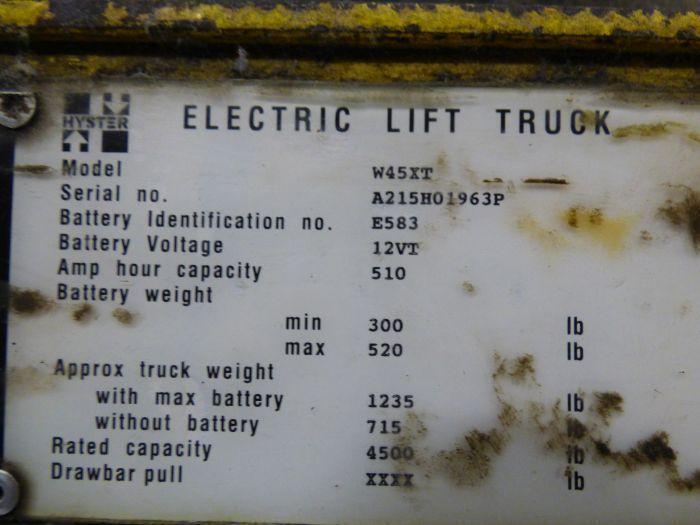 HYSTER
ELECTRIC LIFT TRUCK
Model W45XT
Serial no. A215H01963P
Battery Identification no. E583
Battery Voltage 12VT
Amp hour capacity 510
Battery weight
min 300 lb
max 520 lb
Approx truck weight
with max battery 1235 lb
without battery 715 lb
Rated capacity 4500 lb
Drawbar pull XXXX lb